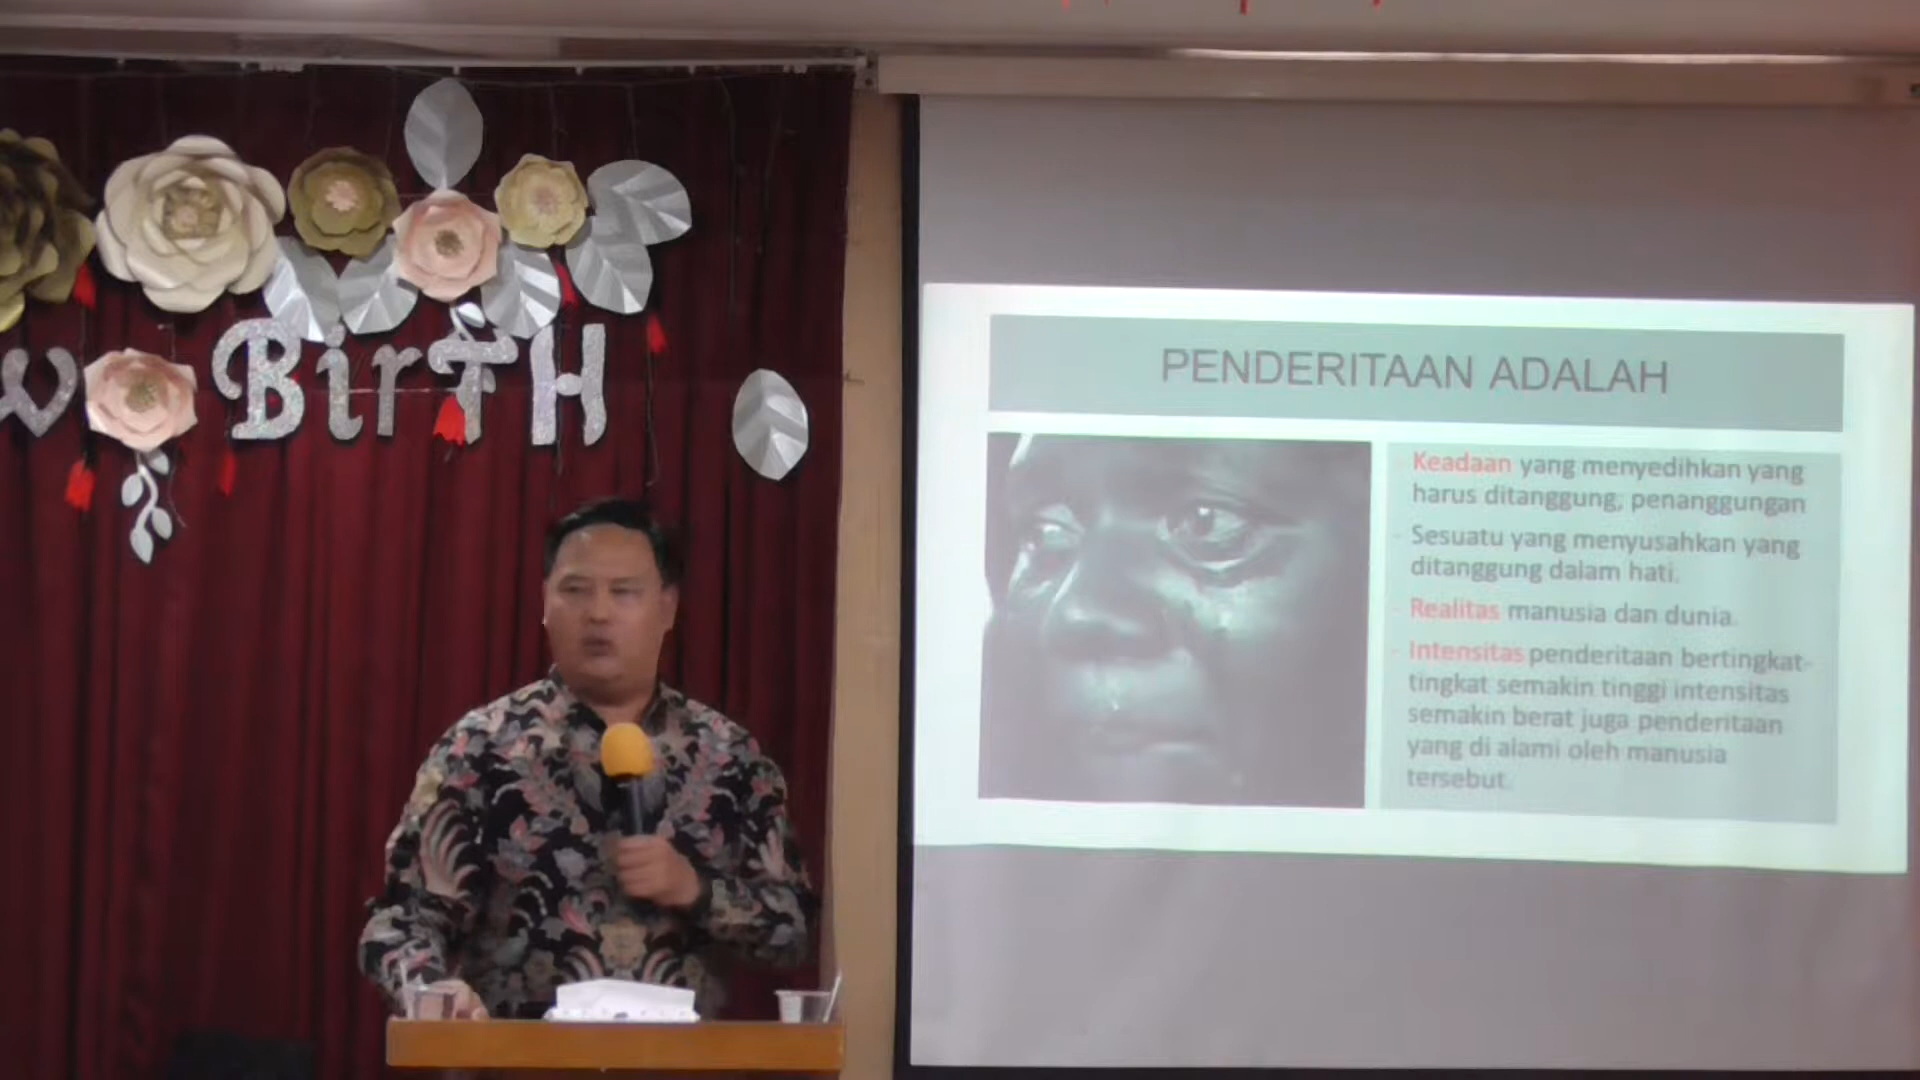 w BirTH
PENDERITAAN ADALAH
Keadaan yang menyedihkan yang
harus ditanggung, penanggungan
- Sesuatu yang menyusahkan yang
ditanggung dalam hati.
- Realitas manusia dan dunia.
- Intensitas penderitaan bertingkat-
tingkat semakin tinggi intensitas
semakin berat juga penderitaan
yang di alami oleh manusia
tersebut.